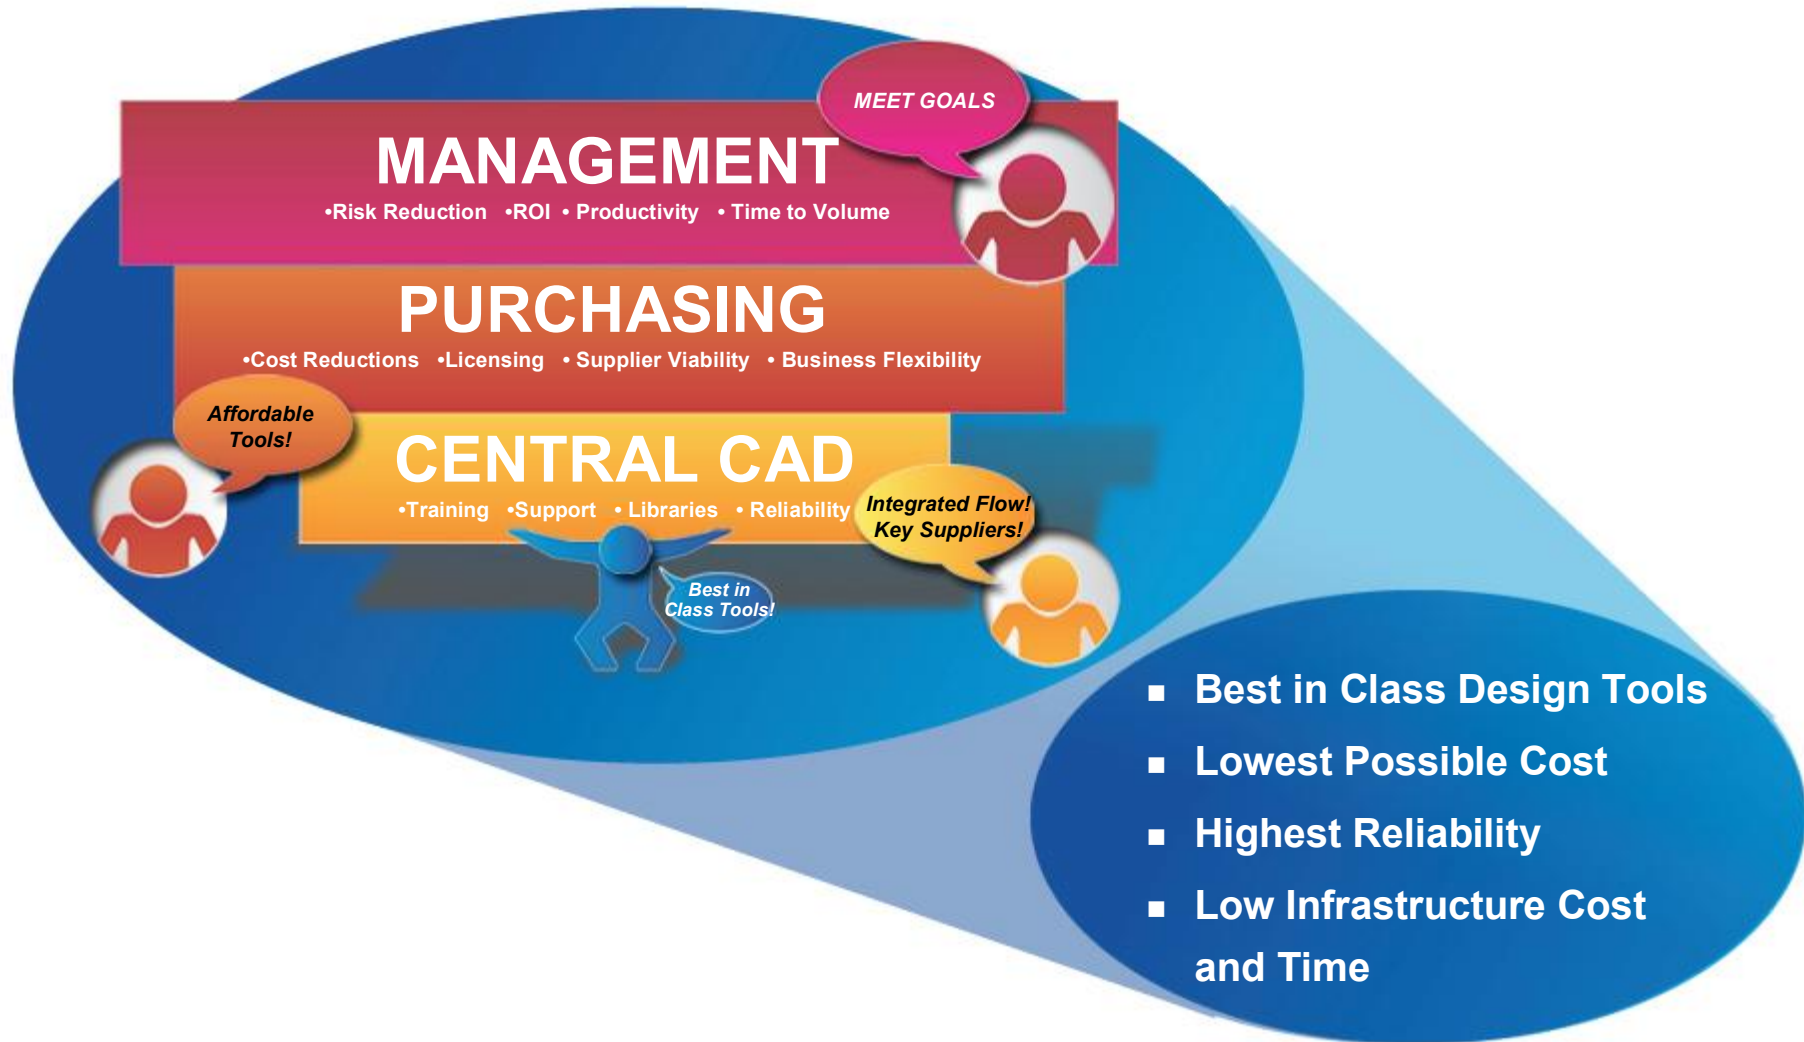 MEET GOALS
MANAGEMENT
•Risk Reduction •ROI • Productivity • Time to Volume
PURCHASING
•Cost Reductions •Licensing • Supplier Viability • Business Flexibility
Affordable
Tools!
CENTRAL CAD
•Training •Support • Libraries • Reliability
Integrated Flow!
Key Suppliers!
Best in
Class Tools!
▪ Best in Class Design Tools
▪ Lowest Possible Cost
▪ Highest Reliability
▪ Low Infrastructure Cost
and Time